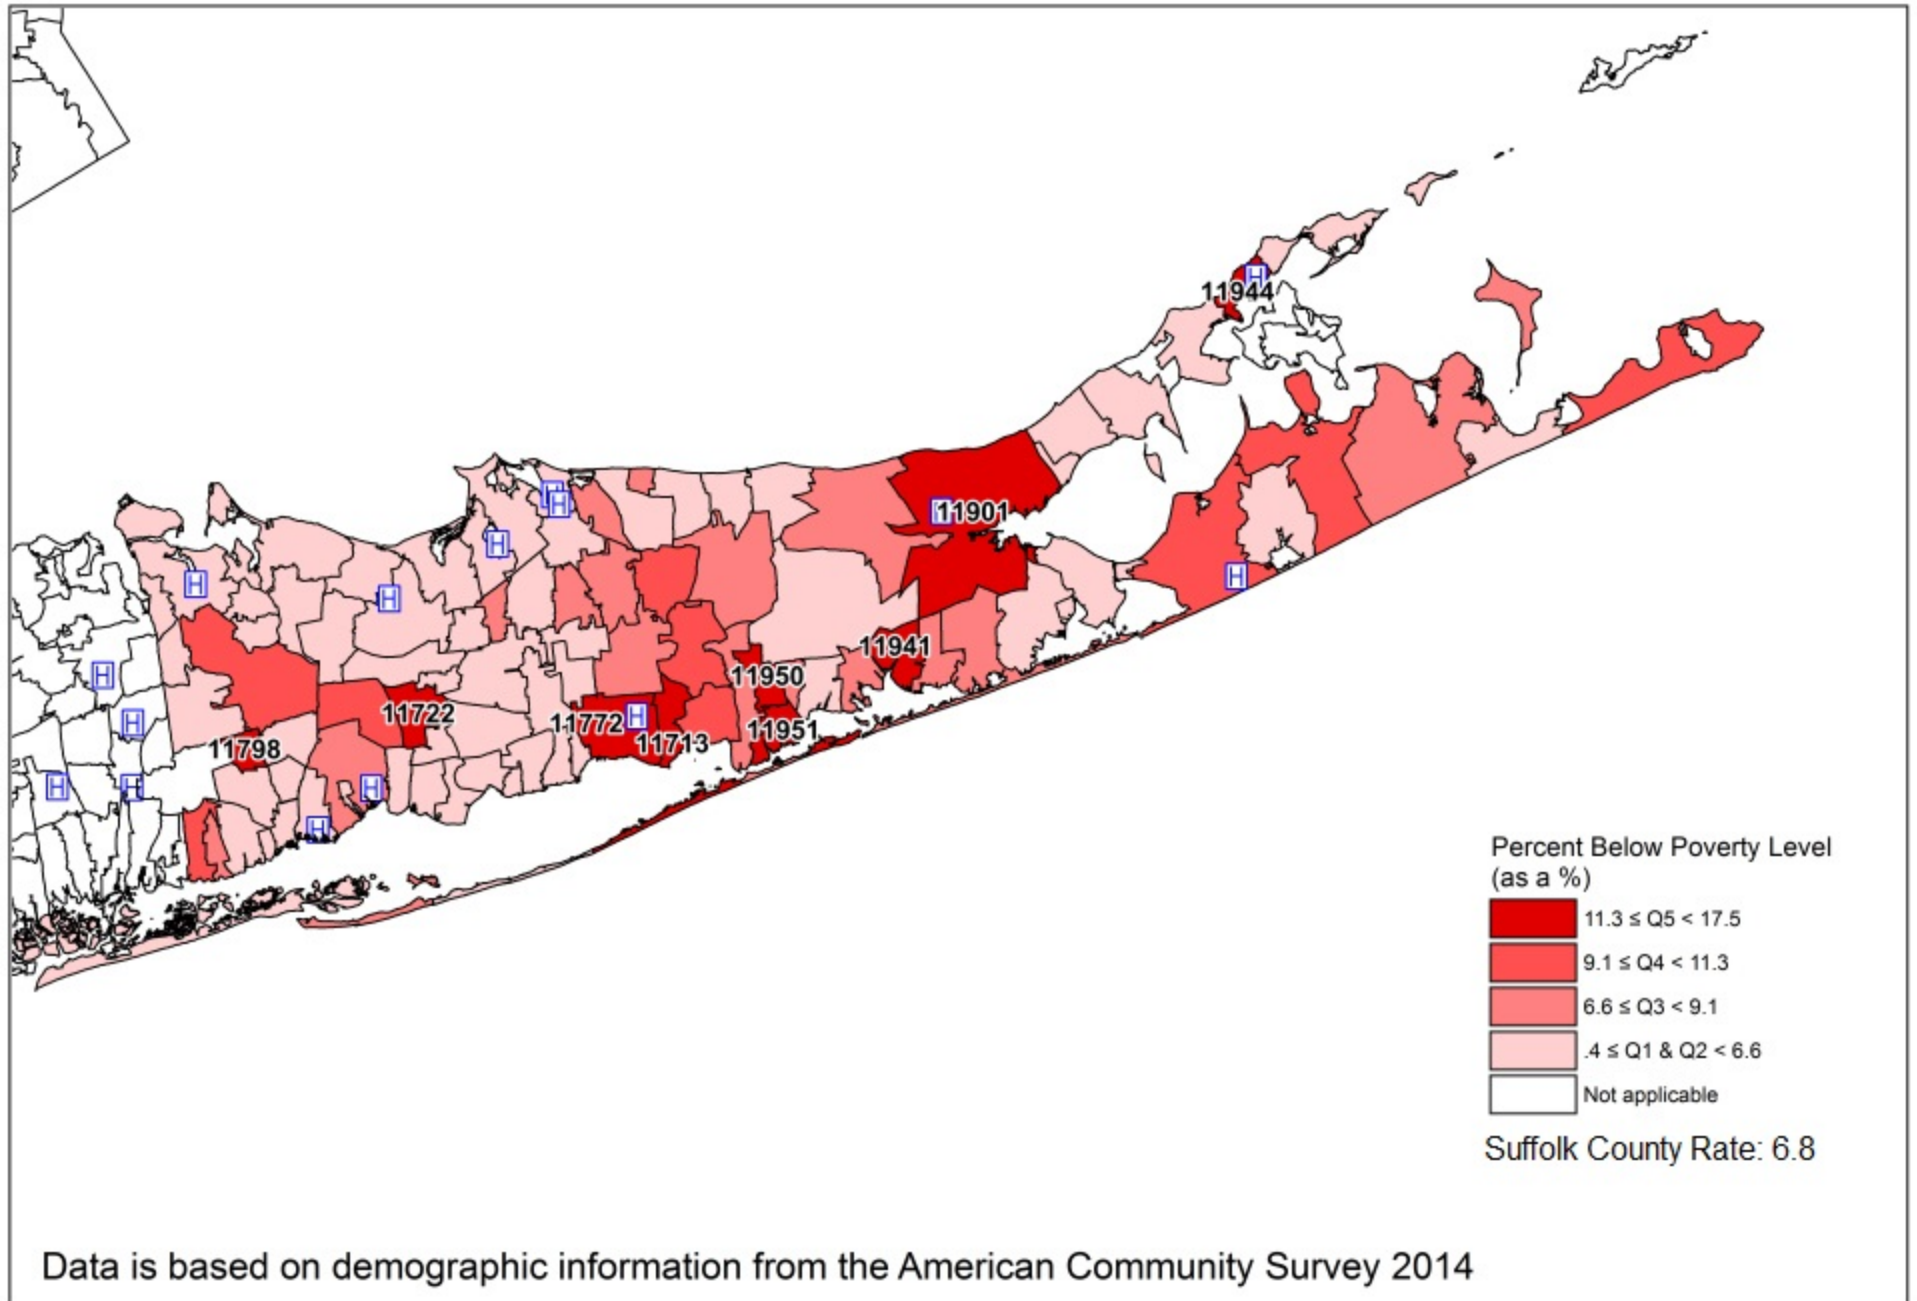 H
11944
H
H
H
11901
H
H
H
H
11941
H
11950
H
11722
11772
H
11713
11951
11798
H
H
H
H
H
Percent Below Poverty Level
(as a %)
11.3 ≤ Q5 < 17.5
9.1 ≤ Q4 < 11.3
6.6 ≤ Q3 < 9.1
.4 ≤ Q1 & Q2 < 6.6
Not applicable
Suffolk County Rate: 6.8
Data is based on demographic information from the American Community Survey 2014